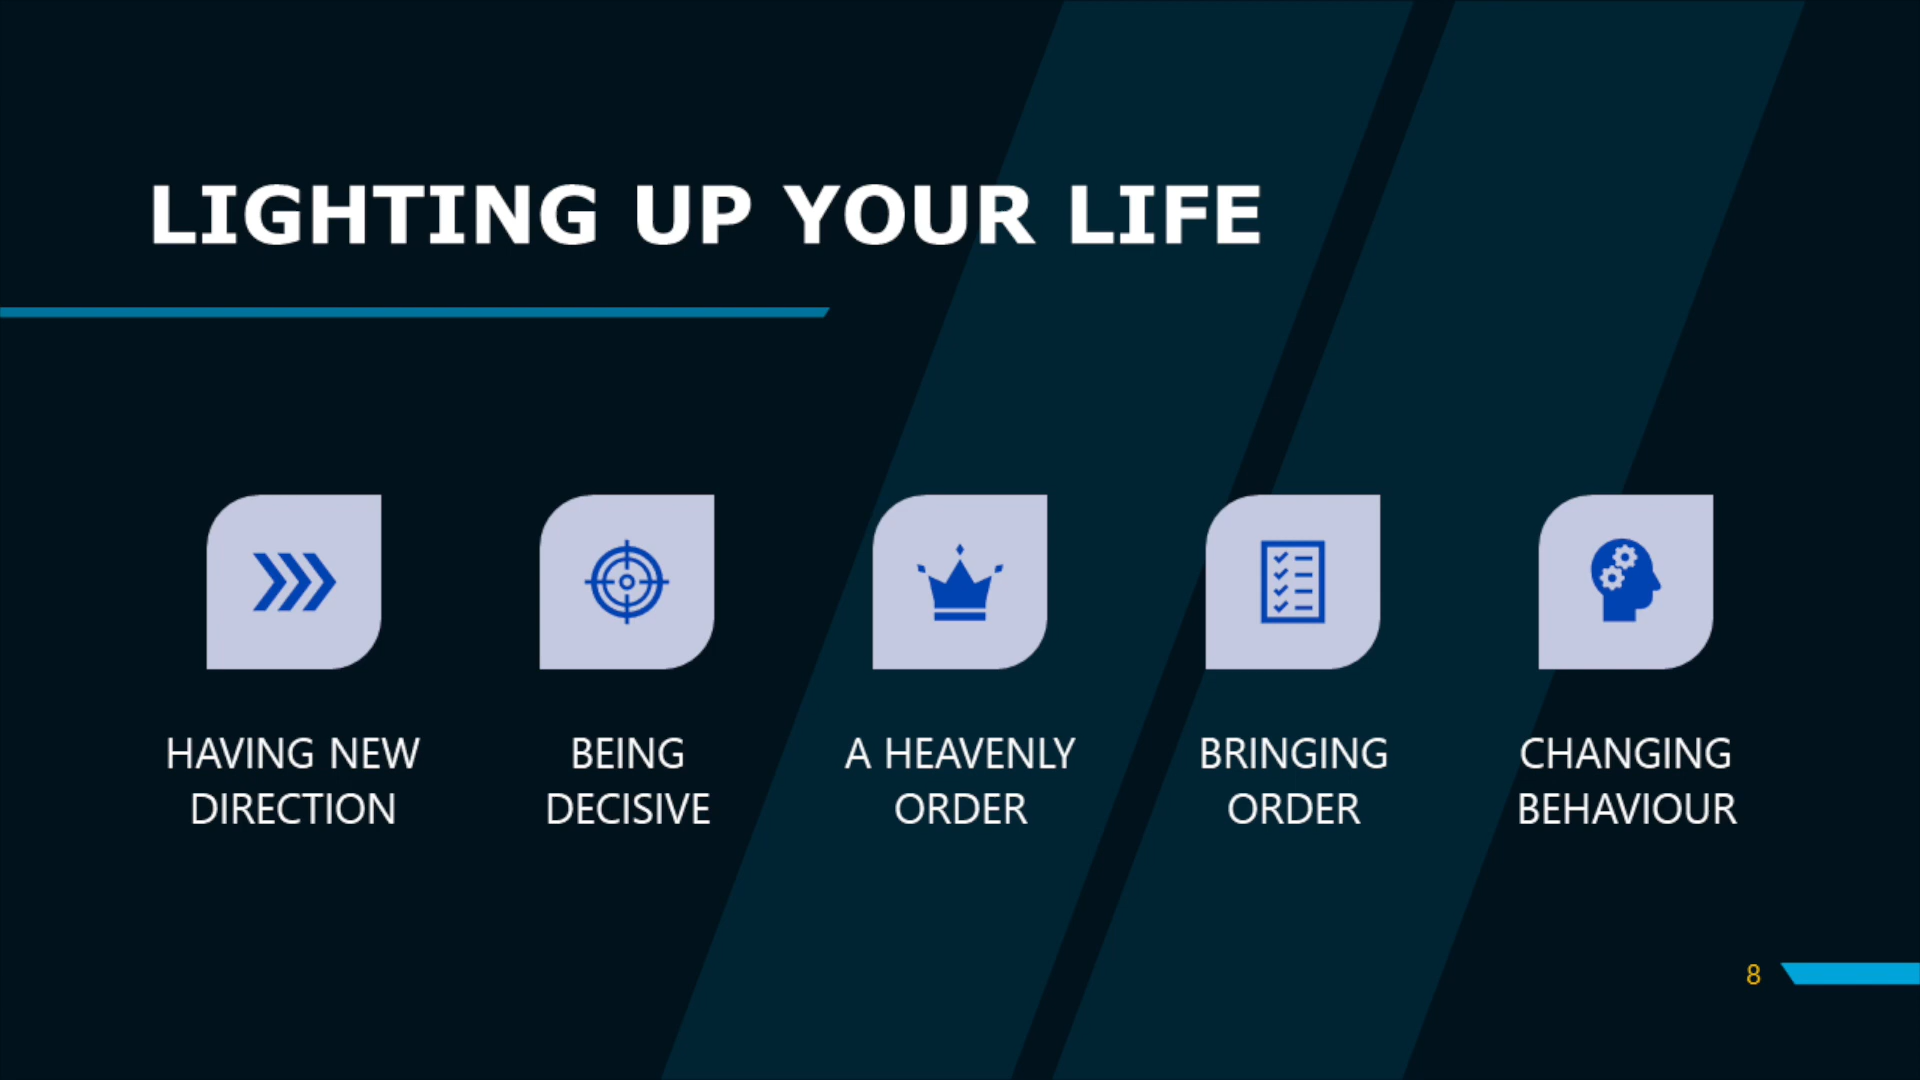 LIGHTING UP YOUR LIFE
HAVING NEW
DIRECTION
BEING
DECISIVE
A HEAVENLY
ORDER
BRINGING
ORDER
CHANGING
BEHAVIOUR
8